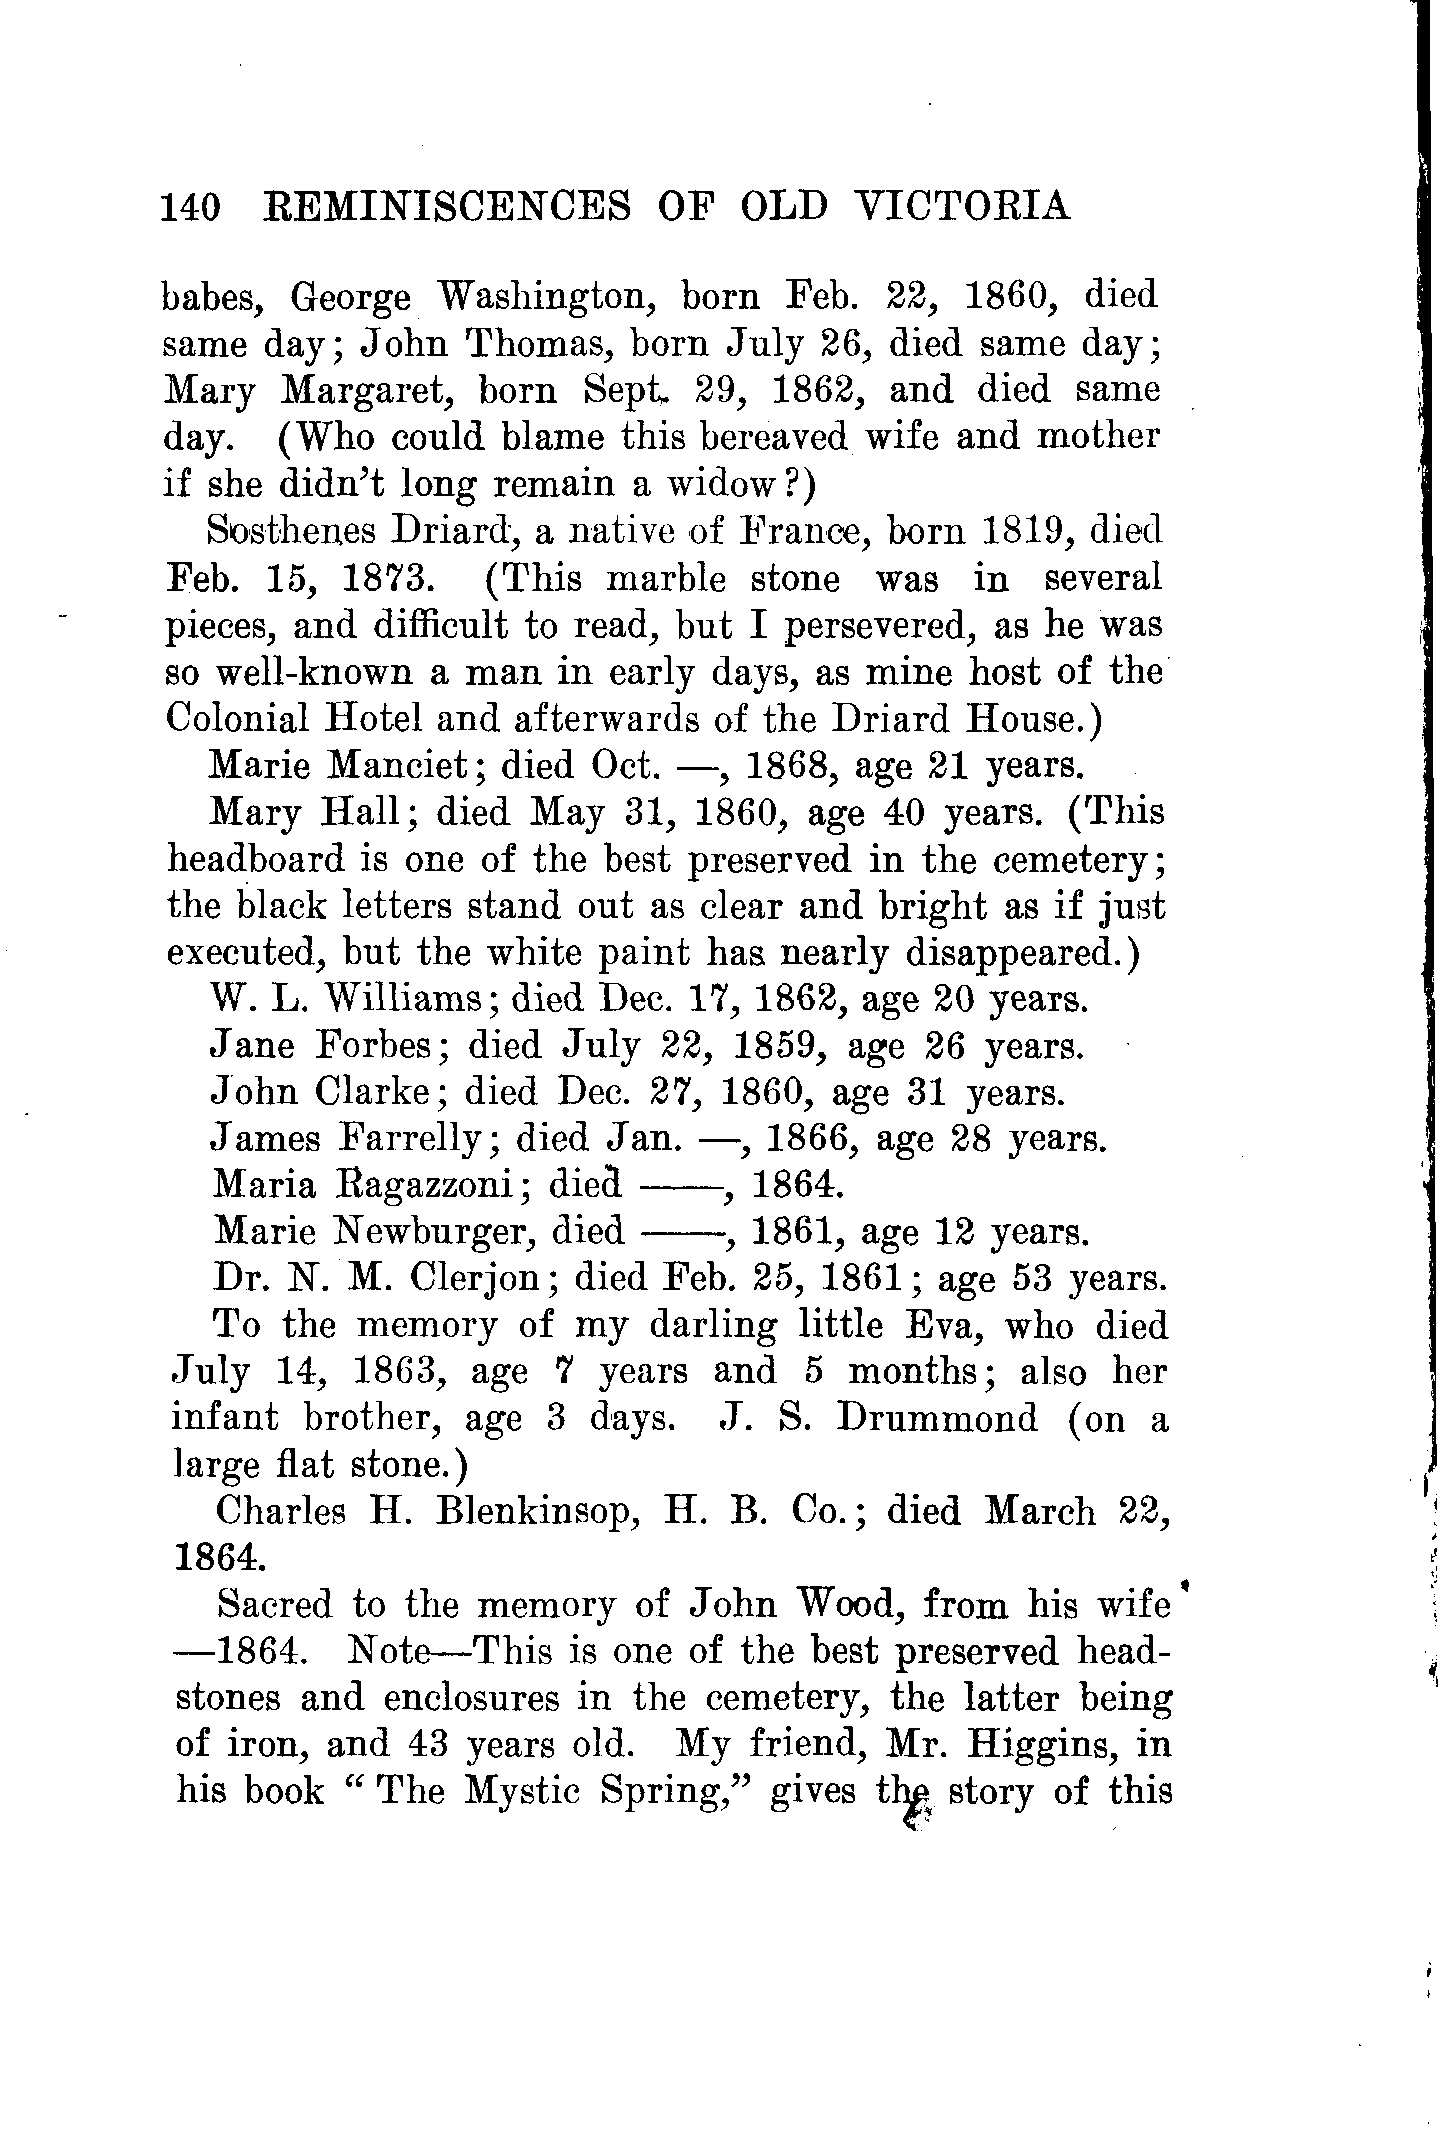 140 REMINISCENCES OF OLD VICTORIA
babes, George Washington, born Feb. 22, 1860, died
same day; John Thomas, born July 26, died same day;
Mary Margaret, born Sept. 29, 1862, and died same
day. (Who could blame this bereaved wife and mother
if she didn't long remain a widow?)
Sosthenes Driard, a native of France, born 1819, died
Feb. 15, 1873. (This marble stone was in several
pieces, and difficult to read, but I persevered, as he was
so well-known a man in early days, as mine host of the
Colonial Hotel and afterwards of the Driard House.)
Marie Manciet; died Oct. —, 1868, age 21 years.
Mary Hall; died May 31, 1860, age 40 years. (This
headboard is one of the best preserved in the cemetery;
the black letters stand out as clear and bright as if just
executed, but the white paint has nearly disappeared.)
W. L. Williams; died Dec. 17, 1862, age 20 years.
Jane Forbes; died July 22, 1859, age 26 years.
John Clarke; died Dec. 27, 1860, age 31 years.
James Farrelly; died Jan. —, 1866, age 28 years.
Maria Ragazzoni; died ——, 1864.
Marie Newburger, died ——, 1861, age 12 years.
Dr. N. M. Clerjon; died Feb. 25, 1861; age 53 years.
To the memory of my darling little Eva, who died
July 14, 1863, age 7 years and 5 months; also her
infant brother, age 3 days. J. S. Drummond (on a
large flat stone.)
Charles H. Blenkinsop, H. B. Co.; died March 22,
1864.
Sacred to the memory of John Wood, from his wife
—1864. Note—This is one of the best preserved head-
stones and enclosures in the cemetery, the latter being
of iron, and 43 years old. My friend, Mr. Higgins, in
his book "The Mystic Spring," gives the story of this